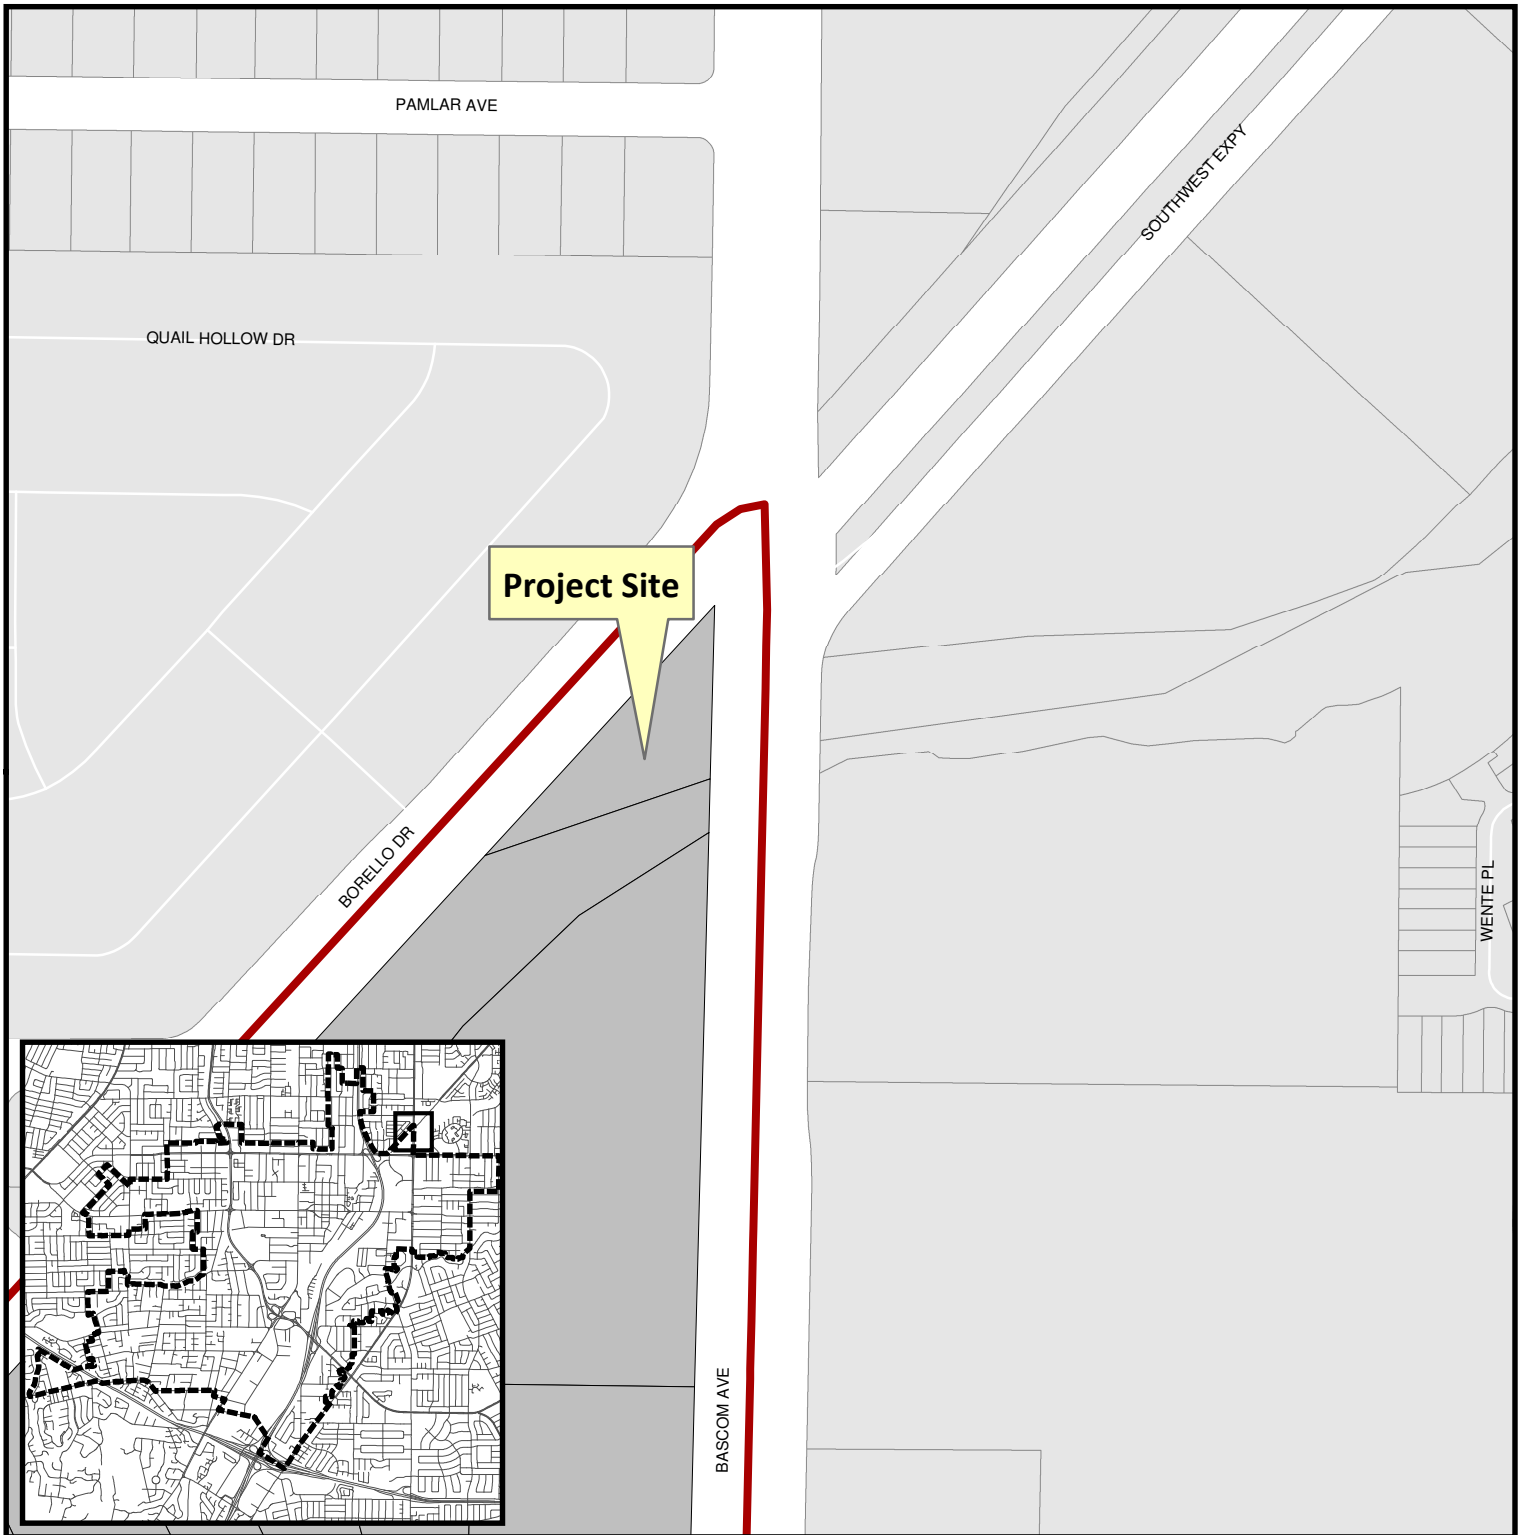 PAMLAR AVE
SOUTHWEST EXPY
QUAIL HOLLOW DR
Project Site
BORELLO DR
WENTE PL
BASCOM AVE